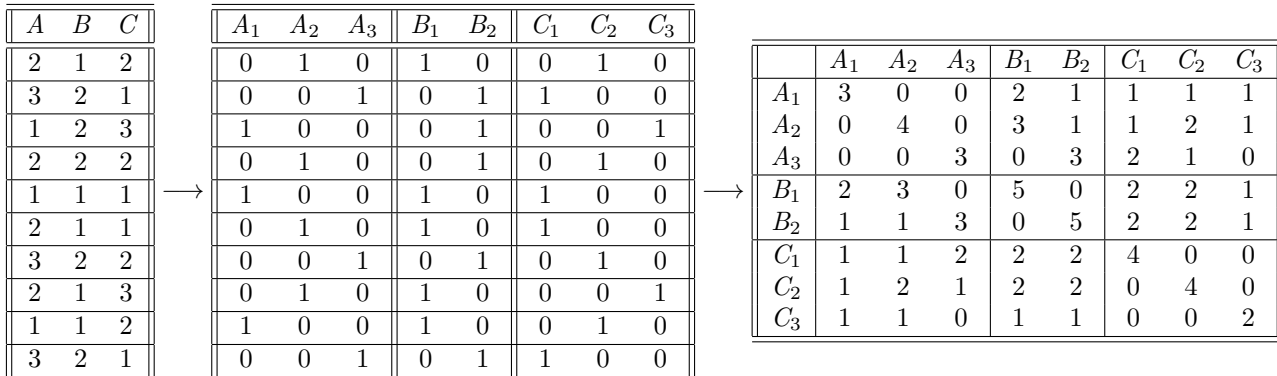 A B C
2 1 2
3 2 1
1 2 3
2 2 2
1 1 1
2 1 1
3 2 2
2 1 3
1 1 2
3 2 1
⟶
A₁ A₂ A₃ B₁ B₂ C₁ C₂ C₃
0 1 0 1 0 0 1 0
0 0 1 0 1 1 0 0
1 0 0 0 1 0 0 1
0 1 0 0 1 0 1 0
1 0 0 1 0 1 0 0
0 1 0 1 0 1 0 0
0 0 1 0 1 0 1 0
0 1 0 1 0 0 0 1
1 0 0 1 0 0 1 0
0 0 1 0 1 1 0 0
⟶
A₁ A₂ A₃ B₁ B₂ C₁ C₂ C₃
A₁ 3 0 0 2 1 1 1 1
A₂ 0 4 0 3 1 1 2 1
A₃ 0 0 3 0 3 2 1 0
B₁ 2 3 0 5 0 2 2 1
B₂ 1 1 3 0 5 2 2 1
C₁ 1 1 2 2 2 4 0 0
C₂ 1 2 1 2 2 0 4 0
C₃ 1 1 0 1 1 0 0 2